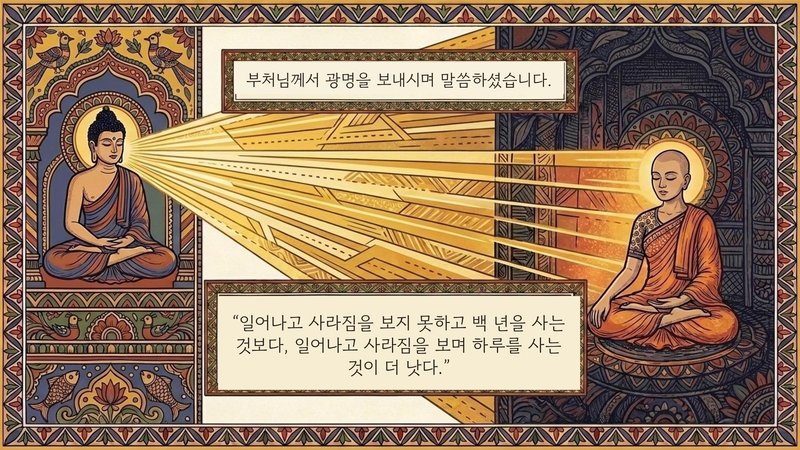 부처님께서 광명을 보내시며 말씀하셨습니다.
“일어나고 사라짐을 보지 못하고 백 년을 사는
것보다, 일어나고 사라짐을 보며 하루를 사는
것이 더 낫다.”